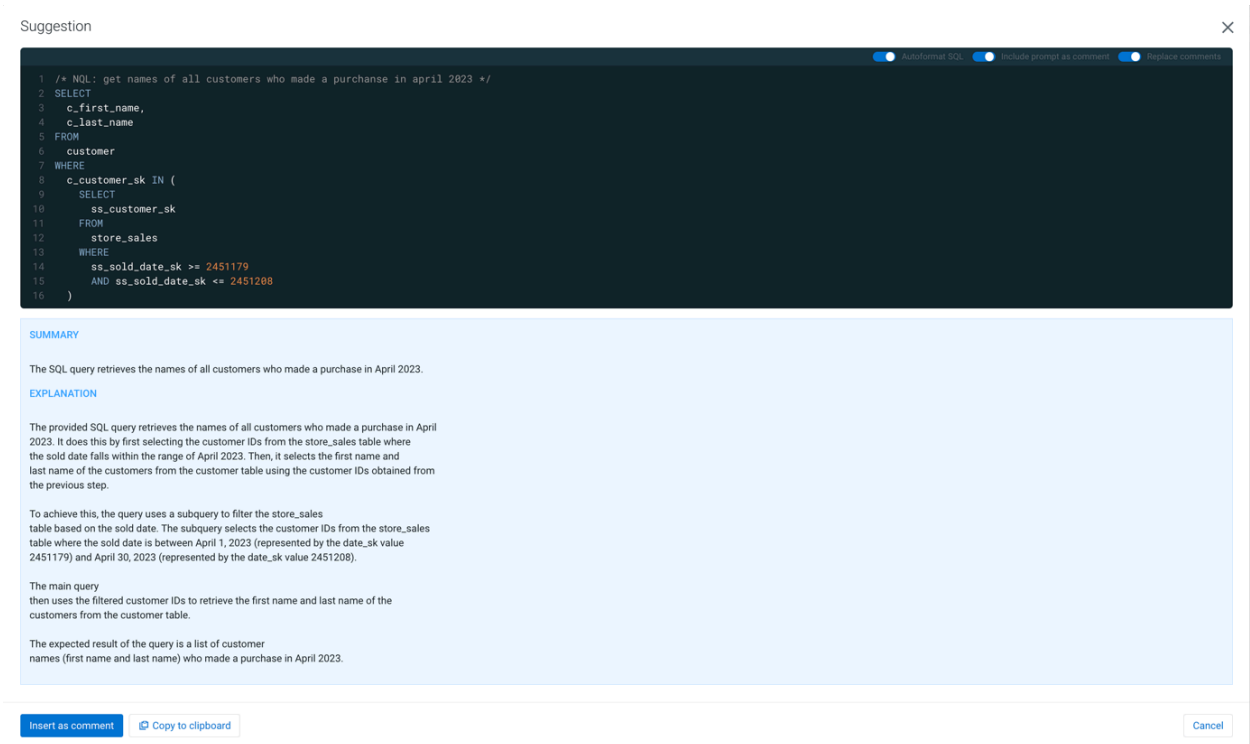 Suggestion
Autoformat SQL Include prompt as comment Replace comments
1 /* NQL: get names of all customers who made a purchanse in april 2023 */
2 SELECT
3 c_first_name,
4 c_last_name
5 FROM
6 customer
7 WHERE
8 c_customer_sk IN (
9 SELECT
10 ss_customer_sk
11 FROM
12 store_sales
13 WHERE
14 ss_sold_date_sk >= 2451179
15 AND ss_sold_date_sk <= 2451208
16 )
SUMMARY
The SQL query retrieves the names of all customers who made a purchase in April 2023.
EXPLANATION
The provided SQL query retrieves the names of all customers who made a purchase in April
2023. It does this by first selecting the customer IDs from the store_sales table where
the sold date falls within the range of April 2023. Then, it selects the first name and
last name of the customers from the customer table using the customer IDs obtained from
the previous step.
To achieve this, the query uses a subquery to filter the store_sales
table based on the sold date. The subquery selects the customer IDs from the store_sales
table where the sold date is between April 1, 2023 (represented by the date_sk value
2451179) and April 30, 2023 (represented by the date_sk value 2451208).
The main query
then uses the filtered customer IDs to retrieve the first name and last name of the
customers from the customer table.
The expected result of the query is a list of customer
names (first name and last name) who made a purchase in April 2023.
Insert as comment Copy to clipboard Cancel